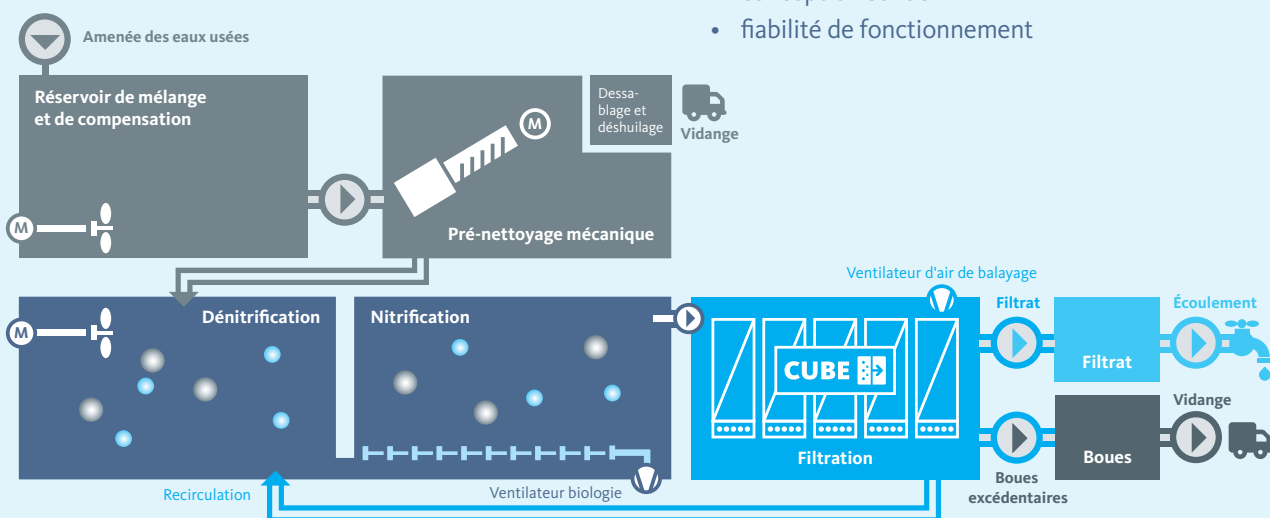 • fiabilité de fonctionnement
Amenée des eaux usées
Réservoir de mélange
et de compensation
M
M
Dessa-
blage et
déshuilage
Vidange
Pré-nettoyage mécanique
M
Dénitrification
Nitrification
Ventilateur biologie
Recirculation
Ventilateur d'air de balayage
CUBE
Filtration
Filtrat
Filtrat
Écoulement
Boues
excédentaires
Boues
Vidange